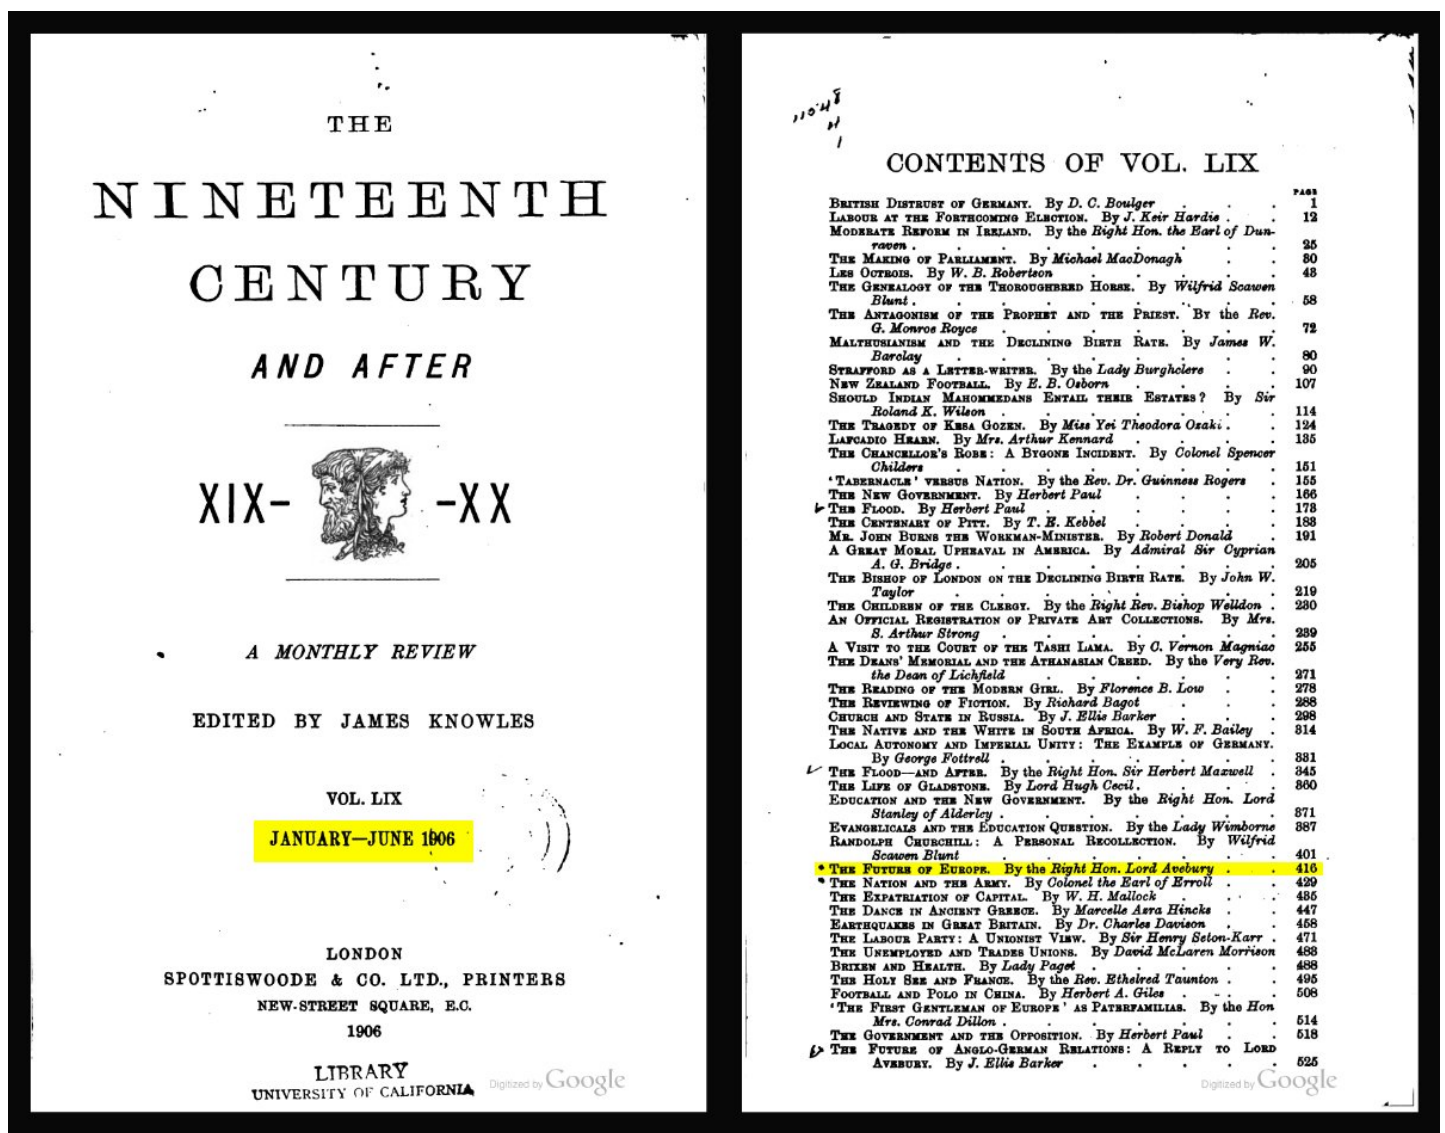 THE
NINETEENTH
CENTURY
AND AFTER
XIX- -XX
A MONTHLY REVIEW
EDITED BY JAMES KNOWLES
VOL. LIX
JANUARY—JUNE 1906
LONDON
SPOTTISWOODE & CO. LTD., PRINTERS
NEW-STREET SQUARE, E.C.
1906
LIBRARY
UNIVERSITY OF CALIFORNIA
Digitized by Google
CONTENTS OF VOL. LIX
PAGE
BRITISH DISTRUST OF GERMANY. By D. C. Boulger . . . 1
LABOUR AT THE FORTHCOMING ELECTION. By J. Keir Hardie . . 12
MODERATE REFORM IN IRELAND. By the Right Hon. the Earl of Dun-
raven . . . . . . . . . 25
THE MAKING OF PARLIAMENT. By Michael MacDonagh . . 30
LES OCTROIS. By W. B. Robertson . . . . . 43
THE GENEALOGY OF THE THOROUGHBRED HORSE. By Wilfrid Scawen
Blunt . . . . . . . . . 58
THE ANTAGONISM OF THE PROPHET AND THE PRIEST. By the Rev.
G. Monroe Royce . . . . . . . 72
MALTHUSIANISM AND THE DECLINING BIRTH RATE. By James W.
Barclay . . . . . . . . 80
STRAFFORD AS A LETTER-WRITER. By the Lady Burghclere . . 90
NEW ZEALAND FOOTBALL. By E. B. Osborn . . . . 107
SHOULD INDIAN MAHOMMEDANS ENTAIL THEIR ESTATES? By Sir
Roland K. Wilson . . . . . . . 114
THE TRAGEDY OF KESA GOZEN. By Miss Yei Theodora Ozaki . . 124
LAFCADIO HEARN. By Mrs. Arthur Kennard . . . . 135
THE CHANCELLOR'S ROBE: A BYGONE INCIDENT. By Colonel Spencer
Childers . . . . . . . . 151
'TABERNACLE' VERSUS NATION. By the Rev. Dr. Guinness Rogers . 155
THE NEW GOVERNMENT. By Herbert Paul . . . . 166
THE FLOOD. By Herbert Paul . . . . . . 178
THE CENTENARY OF PITT. By T. E. Kebbel . . . . 188
MR. JOHN BURNS THE WORKMAN-MINISTER. By Robert Donald . 191
A GREAT MORAL UPHEAVAL IN AMERICA. By Admiral Sir Cyprian
A. G. Bridge . . . . . . . . 205
THE BISHOP OF LONDON ON THE DECLINING BIRTH RATE. By John W.
Taylor . . . . . . . . 219
THE CHILDREN OF THE CLERGY. By the Right Rev. Bishop Welldon . 230
AN OFFICIAL REGISTRATION OF PRIVATE ART COLLECTIONS. By Mrs.
S. Arthur Strong . . . . . . . 239
A VISIT TO THE COURT OF THE TASHI LAMA. By C. Vernon Magniac 255
THE DEANS' MEMORIAL AND THE ATHANASIAN CREED. By the Very Rev.
the Dean of Lichfield . . . . . . 271
THE READING OF THE MODERN GIRL. By Florence B. Low . . 278
THE REVIEWING OF FICTION. By Richard Bagot . . . 288
CHURCH AND STATE IN RUSSIA. By J. Ellis Barker . . . 298
THE NATIVE AND THE WHITE IN SOUTH AFRICA. By W. F. Bailey . 314
LOCAL AUTONOMY AND IMPERIAL UNITY: THE EXAMPLE OF GERMANY.
By George Fottrell . . . . . . . 331
THE FLOOD—AND AFTER. By the Right Hon. Sir Herbert Maxwell . 345
THE LIFE OF GLADSTONE. By Lord Hugh Cecil . . . . 360
EDUCATION AND THE NEW GOVERNMENT. By the Right Hon. Lord
Stanley of Alderley . . . . . . . 371
EVANGELICALS AND THE EDUCATION QUESTION. By the Lady Wimborne 387
RANDOLPH CHURCHILL: A PERSONAL RECOLLECTION. By Wilfrid
Scawen Blunt . . . . . . . 401
THE FUTURE OF EUROPE. By the Right Hon. Lord Avebury . . 416
THE NATION AND THE ARMY. By Colonel the Earl of Erroll . . 429
THE EXPATRIATION OF CAPITAL. By W. H. Mallock . . . 435
THE DANCE IN ANCIENT GREECE. By Marcelle Azra Hincks . . 447
EARTHQUAKES IN GREAT BRITAIN. By Dr. Charles Davison . . 458
THE LABOUR PARTY: A UNIONIST VIEW. By Sir Henry Seton-Karr . 471
THE UNEMPLOYED AND TRADES UNIONS. By David McLaren Morrison 483
BRIXEN AND HEALTH. By Lady Paget . . . . . 488
THE HOLY SEE AND FRANCE. By the Rev. Ethelred Taunton . . 495
FOOTBALL AND POLO IN CHINA. By Herbert A. Giles . . . 508
'THE FIRST GENTLEMAN OF EUROPE' AS PATERFAMILIAS. By the Hon
Mrs. Conrad Dillon . . . . . . . 514
THE GOVERNMENT AND THE OPPOSITION. By Herbert Paul . . 518
THE FUTURE OF ANGLO-GERMAN RELATIONS: A REPLY TO LORD
AVEBURY. By J. Ellis Barker . . . . . 525
Digitized by Google